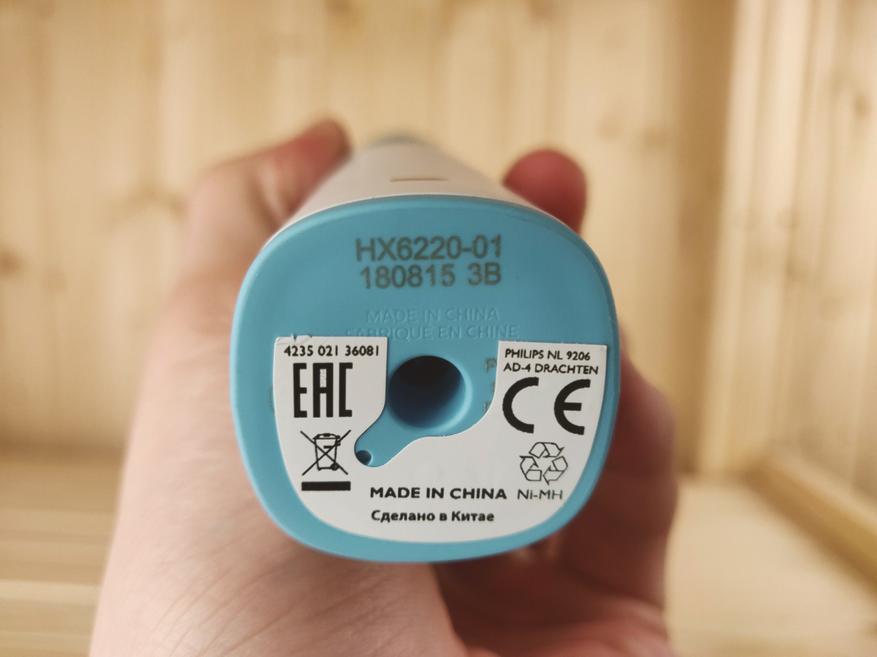 HX6220-01
180815 3B
MADE IN CHINA
FABRIQUE EN CHINE
4235 021 36081
EAC
PHILIPS NL 9206
AD-4 DRACHTEN
CE
Ni-MH
MADE IN CHINA
Сделано в Китае